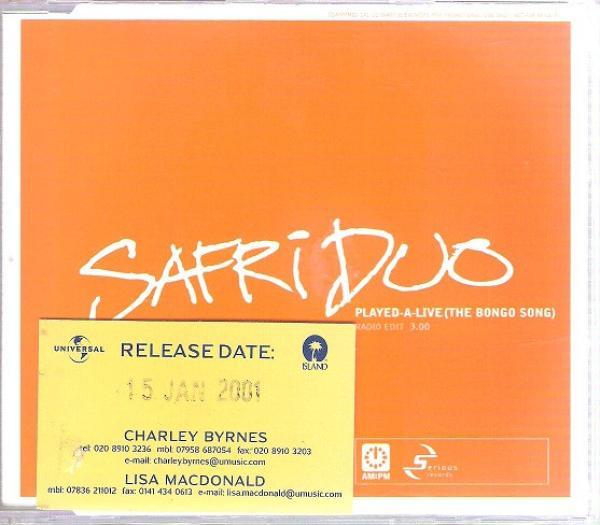 SAFRI DUO
PLAYED-A-LIVE (THE BONGO SONG)
RADIO EDIT 3.00
UNIVERSAL
RELEASE DATE:
ISLAND
15 JAN 2001
CHARLEY BYRNES
tel: 020 8910 3236 mbl: 07958 687054 fax: 020 8910 3203
e-mail: charley.byrnes@umusic.com
LISA MACDONALD
mbl: 07836 211012 fax: 0141 434 0613 e-mail: lisa.macdonald@umusic.com
AM:PM
Serious
records